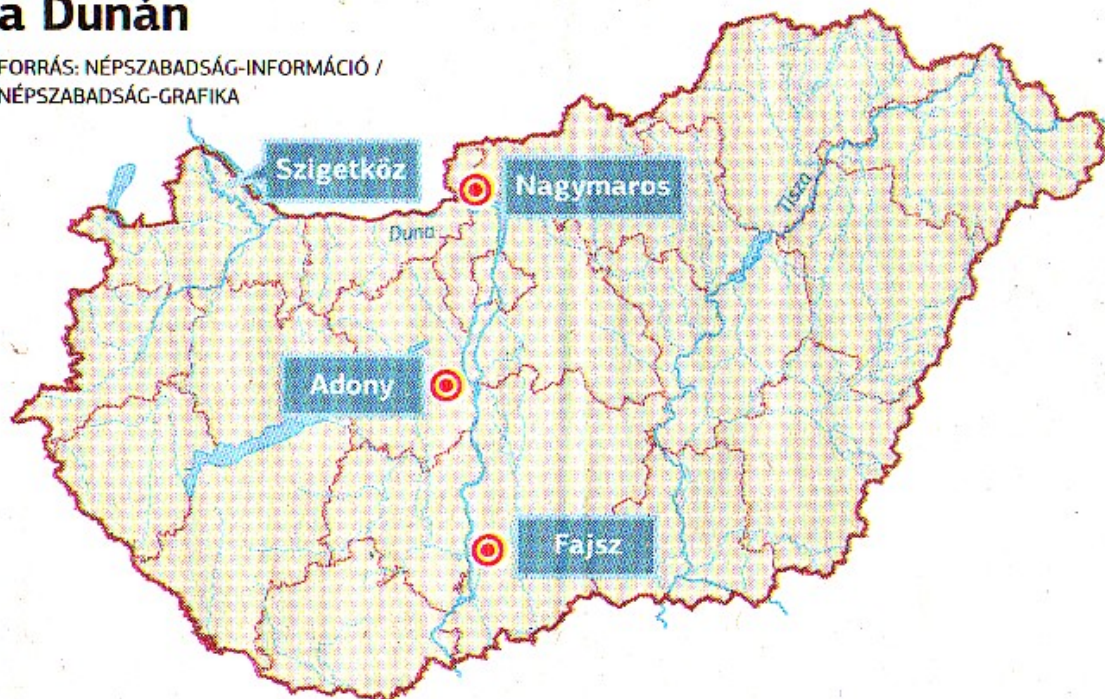 a Dunán
FORRÁS: NÉPSZABADSÁG-INFORMÁCIÓ /
NÉPSZABADSÁG-GRAFIKA
Szigetköz
Nagymaros
Tisza
Duna
Adony
Fajsz